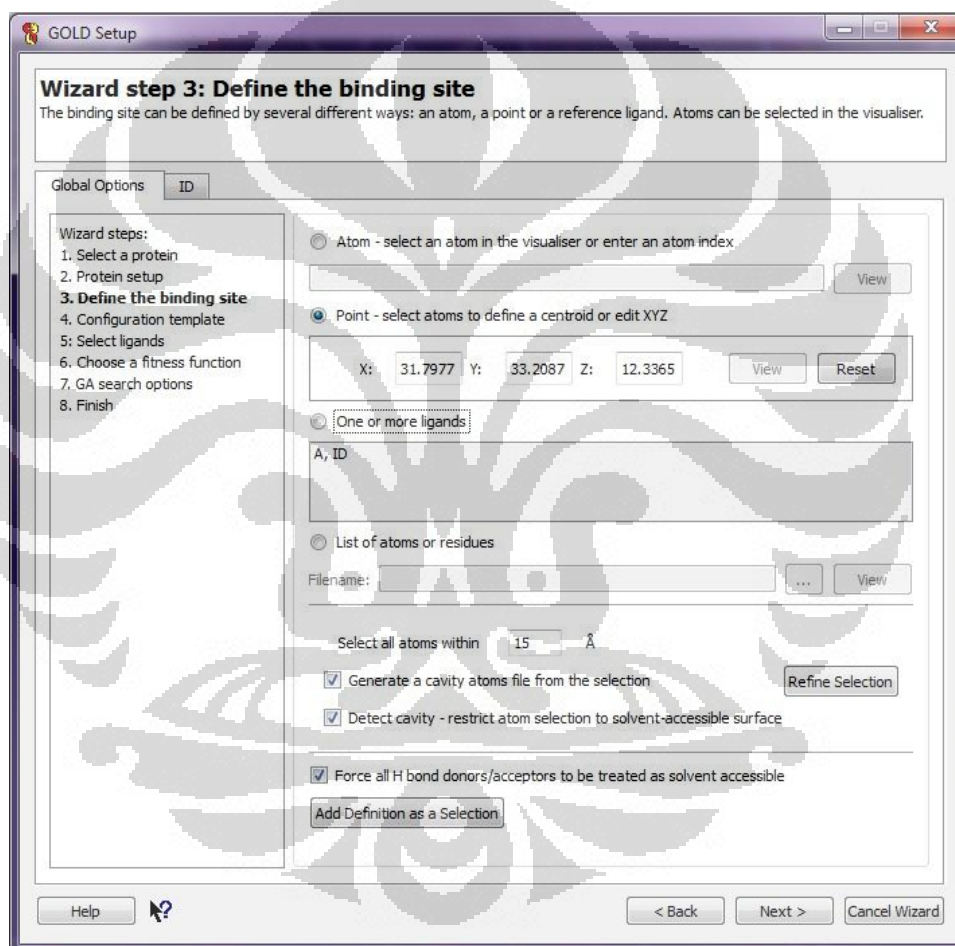 GOLD Setup
Wizard step 3: Define the binding site
The binding site can be defined by several different ways: an atom, a point or a reference ligand. Atoms can be selected in the visualiser.
Global Options ID
Wizard steps:
1. Select a protein
2. Protein setup
3. Define the binding site
4. Configuration template
5: Select ligands
6. Choose a fitness function
7. GA search options
8. Finish
Atom - select an atom in the visualiser or enter an atom index
View
Point - select atoms to define a centroid or edit XYZ
X: 31.7977 Y: 33.2087 Z: 12.3365 View Reset
One or more ligands
A, ID
List of atoms or residues
Filename: ... View
Select all atoms within 15 Å
Generate a cavity atoms file from the selection Refine Selection
Detect cavity - restrict atom selection to solvent-accessible surface
Force all H bond donors/acceptors to be treated as solvent accessible
Add Definition as a Selection
Help ? < Back Next > Cancel Wizard